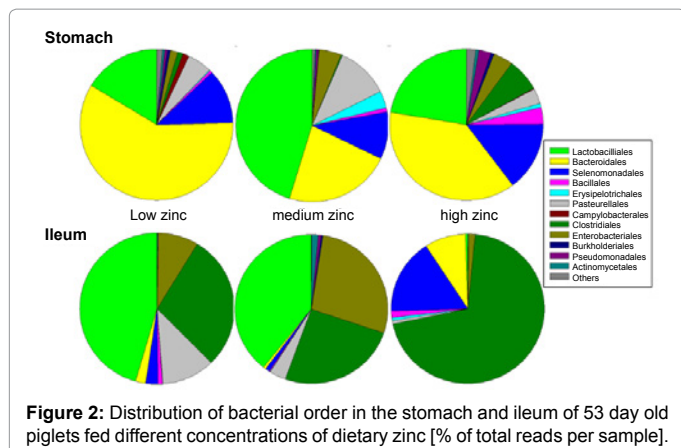 Stomach
Low zinc
medium zinc
high zinc
Ileum
Lactobacilliales
Bacteroidales
Selenomonadales
Bacillales
Erysipelotrichales
Pasteurellales
Campylobacterales
Clostridiales
Enterobacteriales
Burkholderiales
Pseudomonadales
Actinomycetales
Others
Figure 2: Distribution of bacterial order in the stomach and ileum of 53 day old
piglets fed different concentrations of dietary zinc [% of total reads per sample].